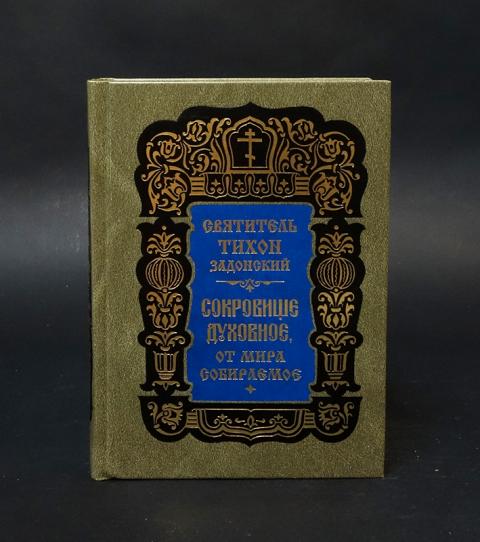 СВЯТИТЕЛЬ
ТИХОН
ЗАДОНСКИЙ
СОКРОВИЩЕ
ДУХОВНОЕ,
ОТ МИРА
СОБИРАЕМОЕ